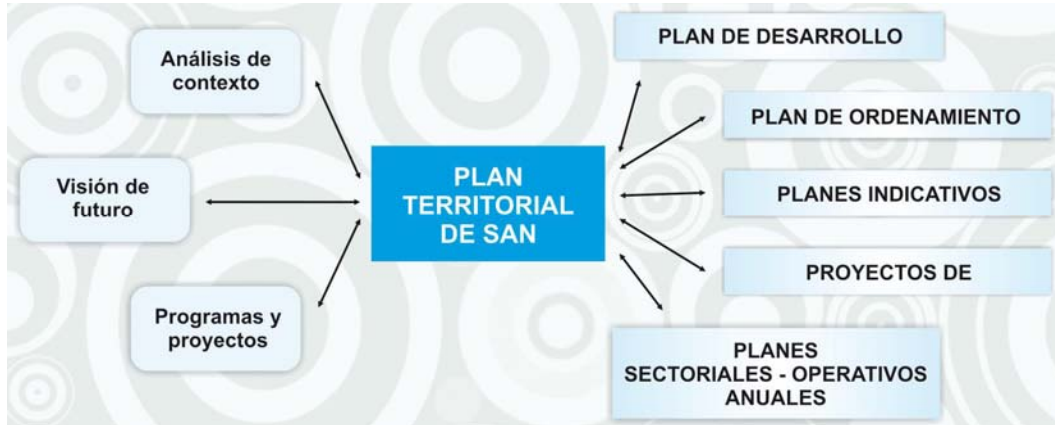 Análisis de
contexto
Visión de
futuro
Programas y
proyectos
PLAN
TERRITORIAL
DE SAN
PLAN DE DESARROLLO
PLAN DE ORDENAMIENTO
PLANES INDICATIVOS
PROYECTOS DE
PLANES
SECTORIALES - OPERATIVOS
ANUALES